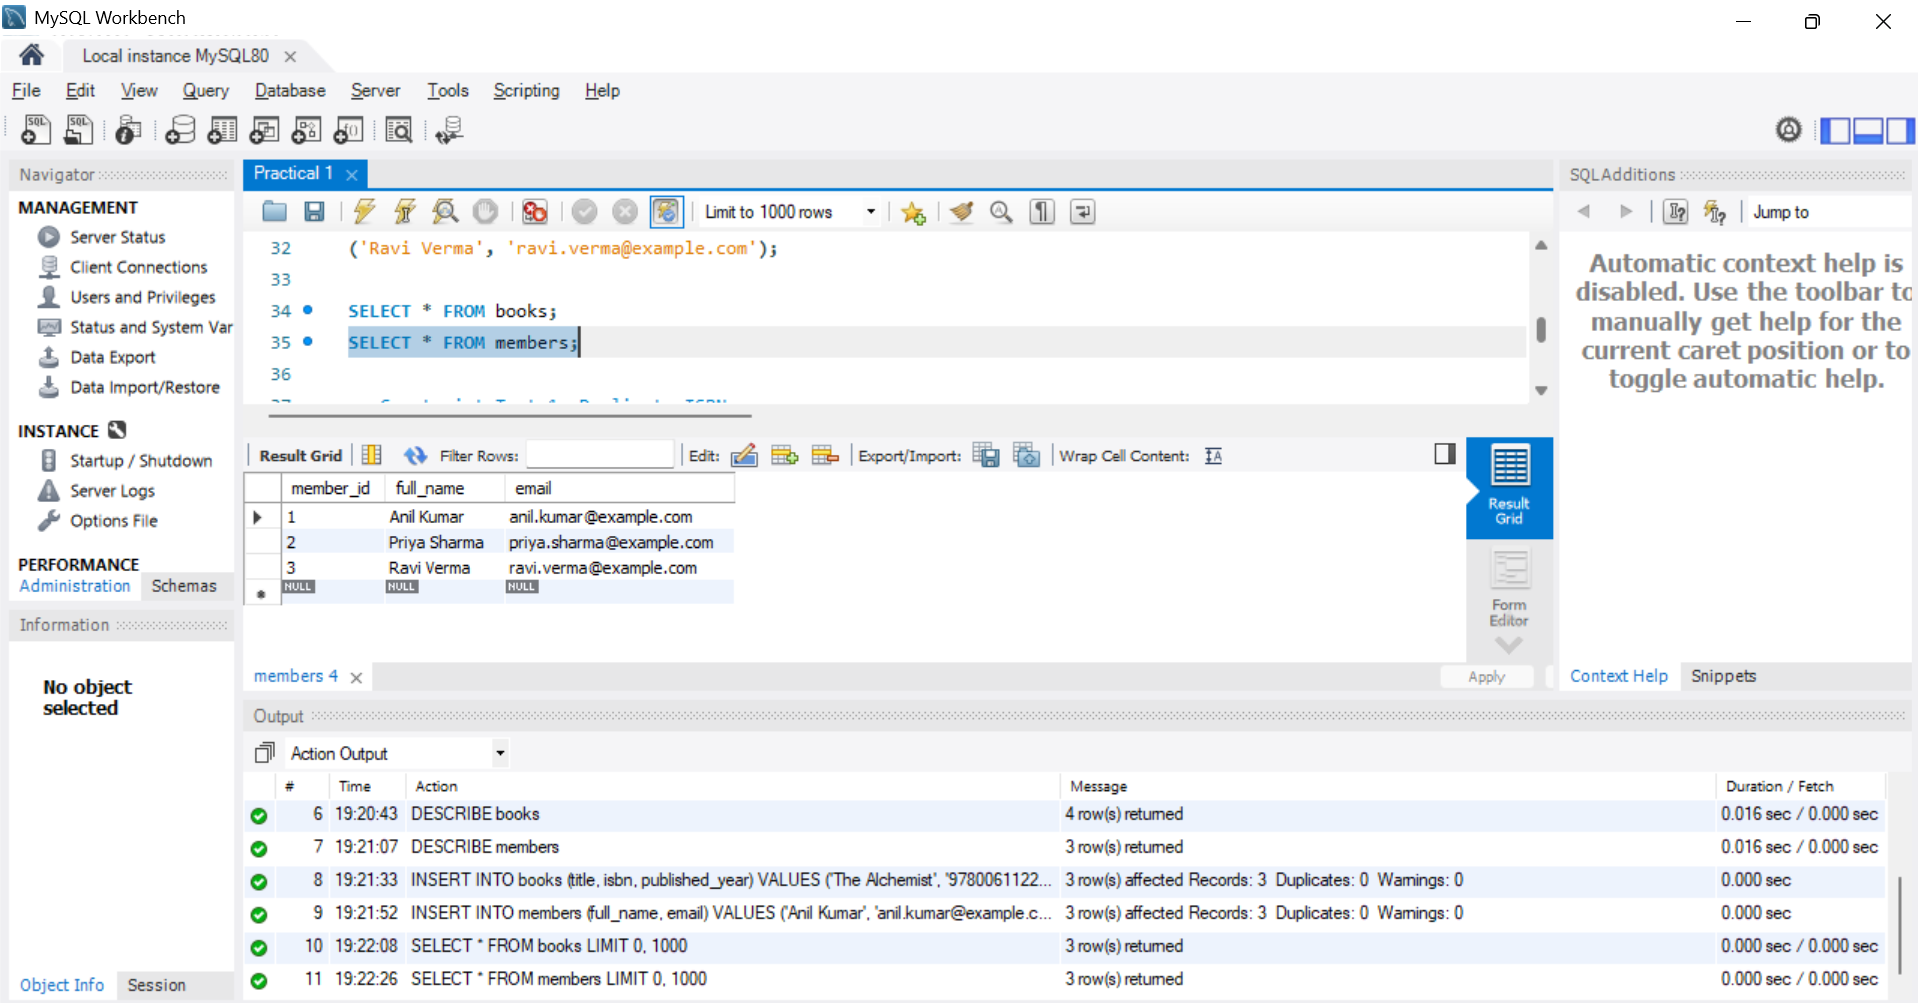 MySQL Workbench
Local instance MySQL80
File Edit View Query Database Server Tools Scripting Help
Navigator
MANAGEMENT
Server Status
Client Connections
Users and Privileges
Status and System Var
Data Export
Data Import/Restore
INSTANCE
Startup / Shutdown
Server Logs
Options File
PERFORMANCE
Administration Schemas
Information
No object
selected
Object Info Session
Practical 1
Limit to 1000 rows
32 ('Ravi Verma', 'ravi.verma@example.com');
33
34 SELECT * FROM books;
35 SELECT * FROM members;
36
Result Grid Filter Rows: Edit: Export/Import: Wrap Cell Content:
member_id full_name email
1 Anil Kumar anil.kumar@example.com
2 Priya Sharma priya.sharma@example.com
3 Ravi Verma ravi.verma@example.com
NULL NULL NULL
Result
Grid
Form
Editor
members 4
Apply
SQLAdditions
Jump to
Automatic context help is
disabled. Use the toolbar to
manually get help for the
current caret position or to
toggle automatic help.
Context Help Snippets
Output
Action Output
# Time Action Message Duration / Fetch
6 19:20:43 DESCRIBE books 4 row(s) returned 0.016 sec / 0.000 sec
7 19:21:07 DESCRIBE members 3 row(s) returned 0.016 sec / 0.000 sec
8 19:21:33 INSERT INTO books (title, isbn, published_year) VALUES ('The Alchemist', '9780061122... 3 row(s) affected Records: 3 Duplicates: 0 Warnings: 0 0.000 sec
9 19:21:52 INSERT INTO members (full_name, email) VALUES ('Anil Kumar', 'anil.kumar@example.c... 3 row(s) affected Records: 3 Duplicates: 0 Warnings: 0 0.000 sec
10 19:22:08 SELECT * FROM books LIMIT 0, 1000 3 row(s) returned 0.000 sec / 0.000 sec
11 19:22:26 SELECT * FROM members LIMIT 0, 1000 3 row(s) returned 0.000 sec / 0.000 sec